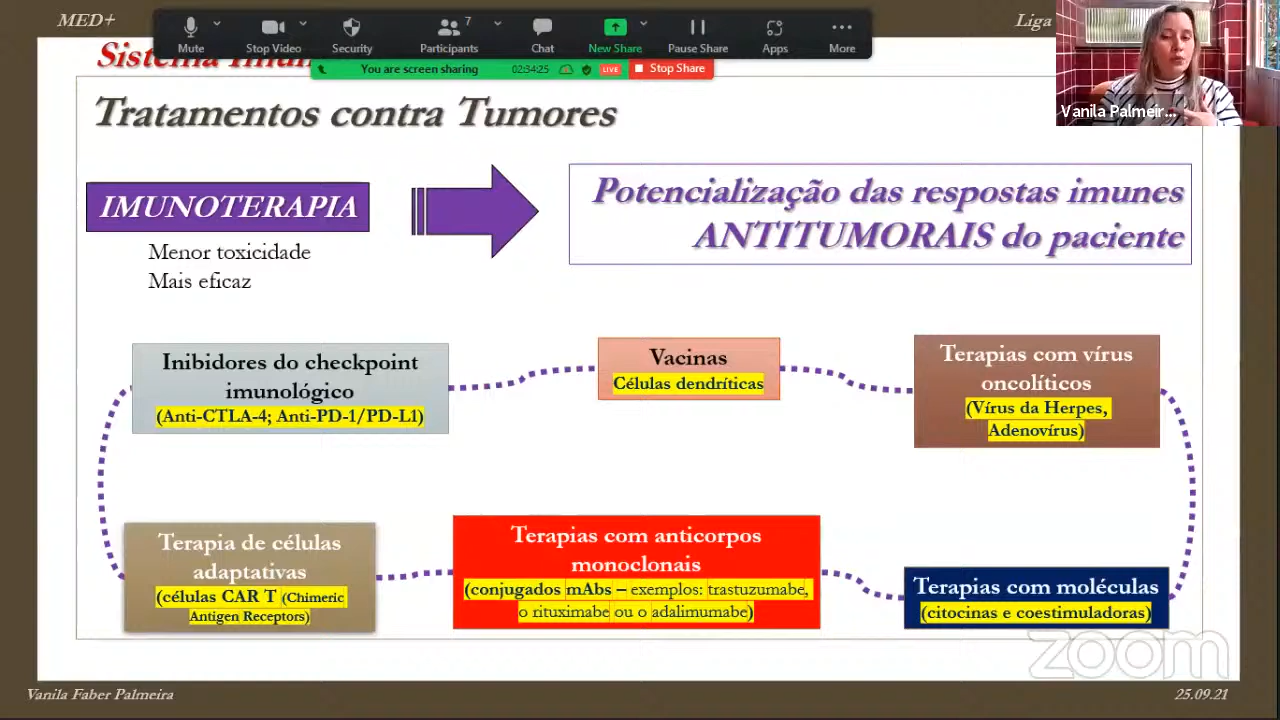 MED+
Liga
Mute
Stop Video
Security
7
Participants
Chat
New Share
Pause Share
Apps
More
You are screen sharing
02:34:25
LIVE
Stop Share
Vanila Palmeir...
Tratamentos contra Tumores
IMUNOTERAPIA
Menor toxicidade
Mais eficaz
Potencialização das respostas imunes
ANTITUMORAIS do paciente
Inibidores do checkpoint
imunológico
(Anti-CTLA-4; Anti-PD-1/PD-L1)
Vacinas
Células dendríticas
Terapias com vírus
oncolíticos
(Vírus da Herpes,
Adenovírus)
Terapia de células
adaptativas
(células CAR T (Chimeric
Antigen Receptors)
Terapias com anticorpos
monoclonais
(conjugados mAbs – exemplos: trastuzumabe,
o rituximabe ou o adalimumabe)
Terapias com moléculas
(citocinas e coestimuladoras)
zoom
Vanila Faber Palmeira
25.09.21